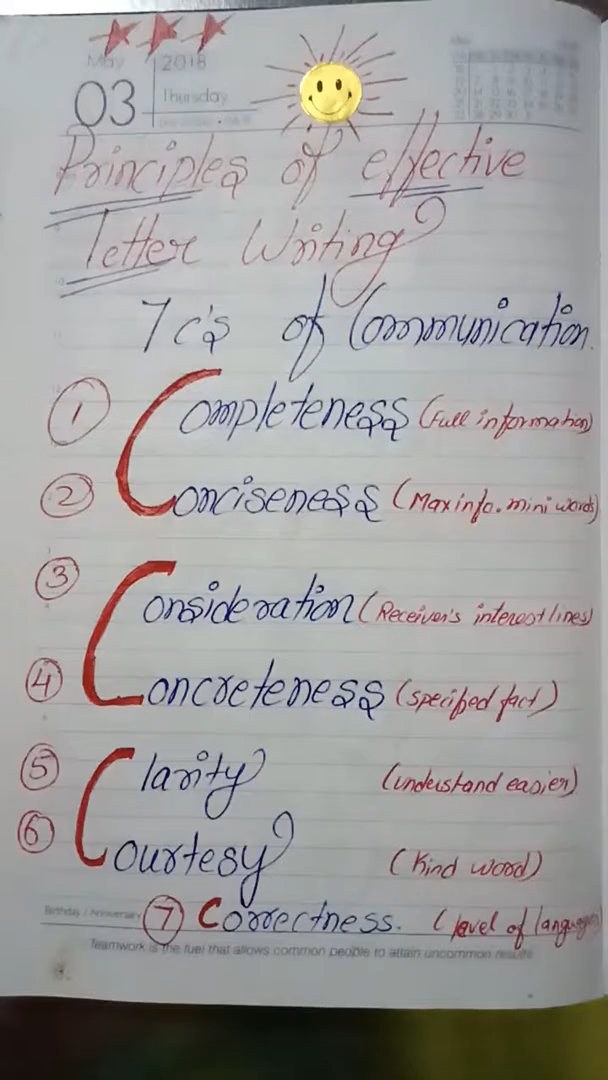 May 2018
03 Thursday
Principles of effective
letter Writing
7 c's of Communication.
1 Completeness (Full information)
2 Conciseness (Max info. mini words)
3 Consideration (Receiver's interest lines)
4 Concreteness (specified fact)
5 Clarity (understand easier)
6 Courtesy (Kind word)
Birthday / Anniversary 7 Correctness. (level of language)
Teamwork is the fuel that allows common people to attain uncommon results